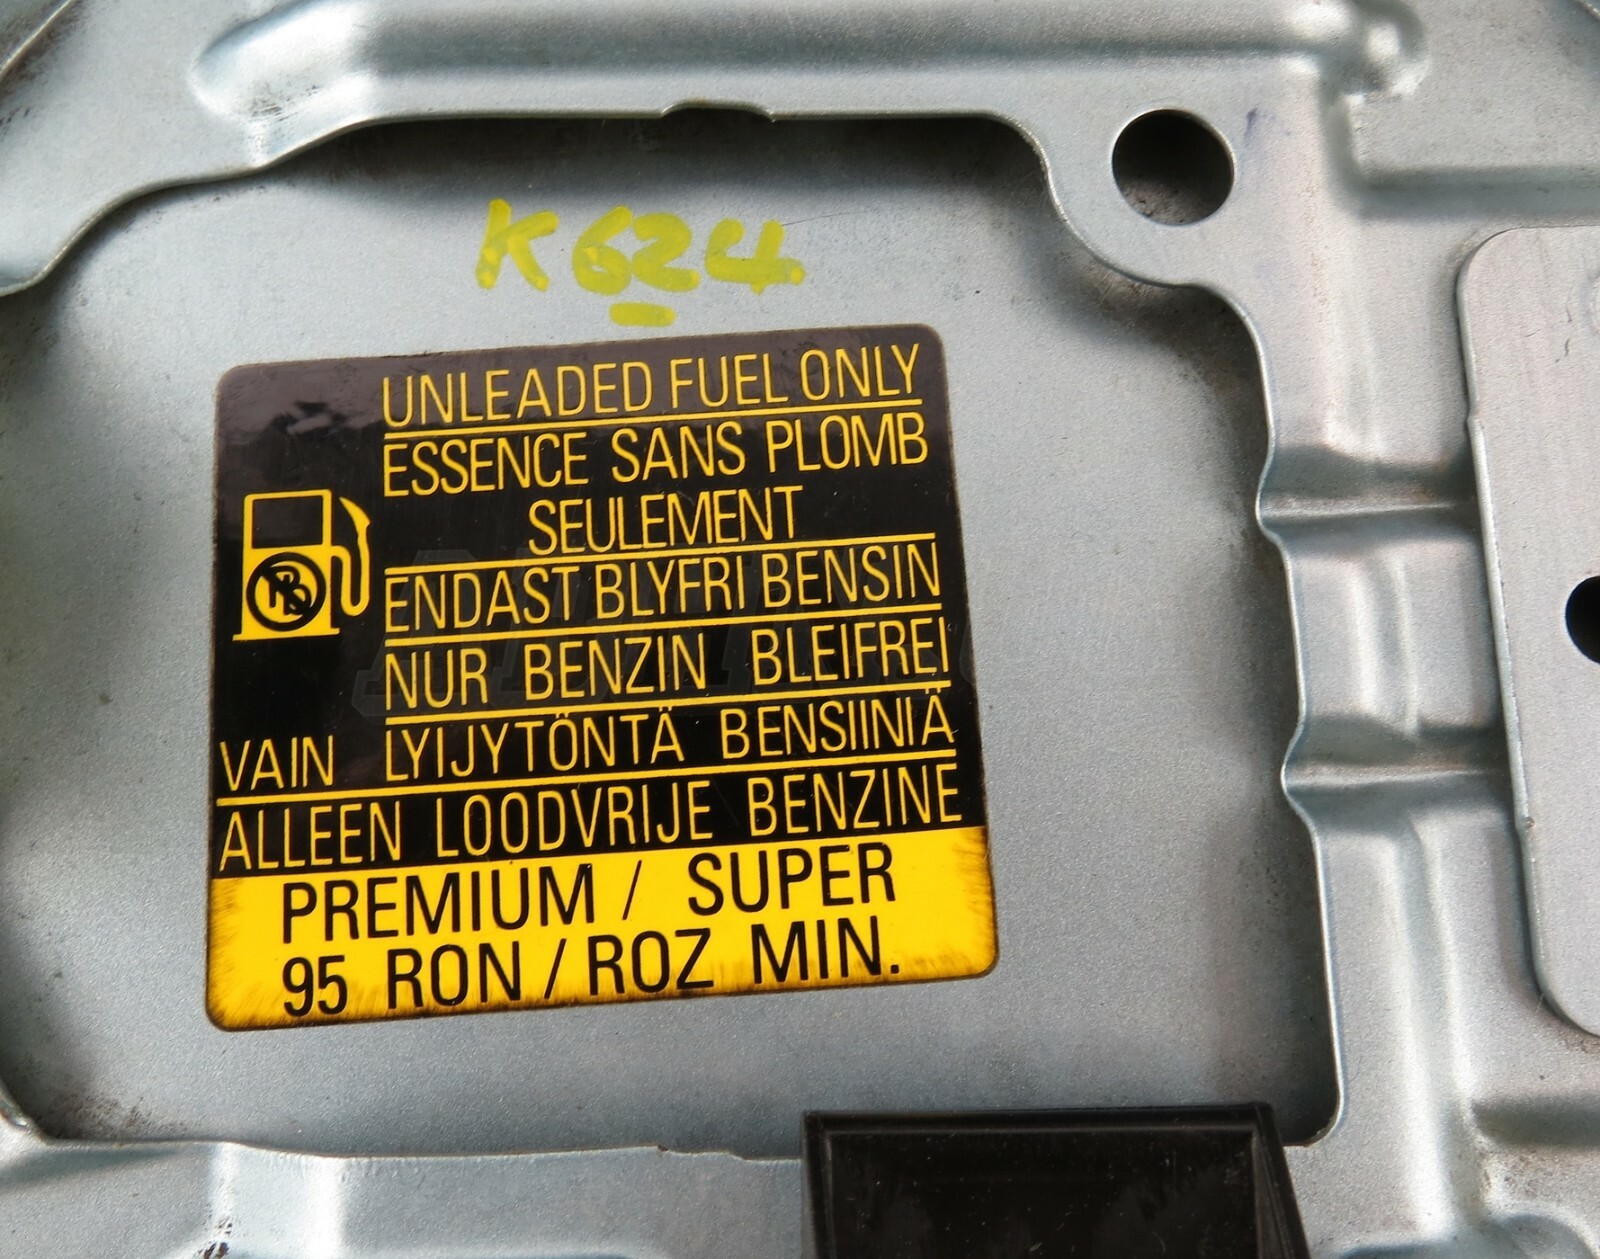 K624
UNLEADED FUEL ONLY
ESSENCE SANS PLOMB
SEULEMENT
ENDAST BLYFRI BENSIN
NUR BENZIN BLEIFREI
VAIN LYIJYTÖNTÄ BENSIINIÄ
ALLEEN LOODVRIJE BENZINE
PREMIUM / SUPER
95 RON / ROZ MIN.